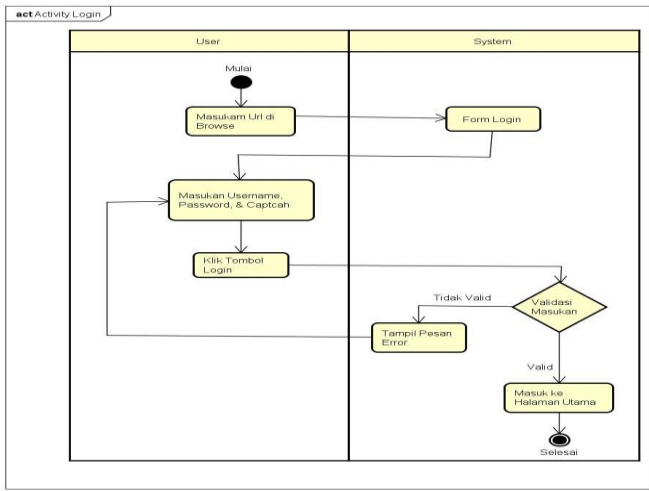 act Activity Login
User
System
Mulai
Masukam Url di
Browse
Form Login
Masukan Username,
Password, & Captcah
Klik Tombol
Login
Validasi
Masukan
Tidak Valid
Tampil Pesan
Error
Valid
Masuk ke
Halaman Utama
Selesai